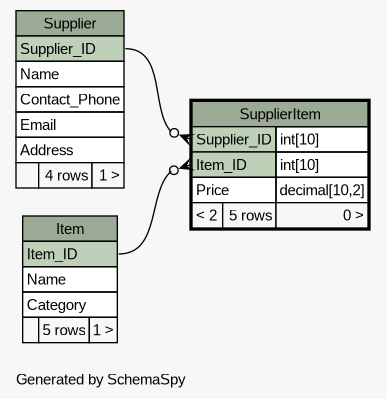 Supplier
Supplier_ID
Name
Contact_Phone
Email
Address
4 rows 1 >
SupplierItem
Supplier_ID int[10]
Item_ID int[10]
Price decimal[10,2]
< 2 5 rows 0 >
Item
Item_ID
Name
Category
5 rows 1 >
Generated by SchemaSpy